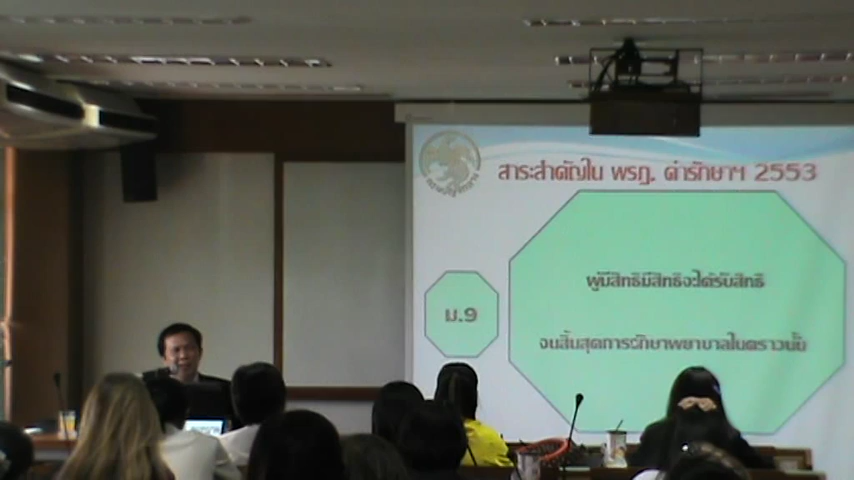 สาระสำคัญใน พรฎ. ค่ารักษาฯ 2553
ม.9
ผู้มีสิทธิมีสิทธิจะได้รับสิทธิ
จนสิ้นสุดการรักษาพยาบาลในคราวนั้น